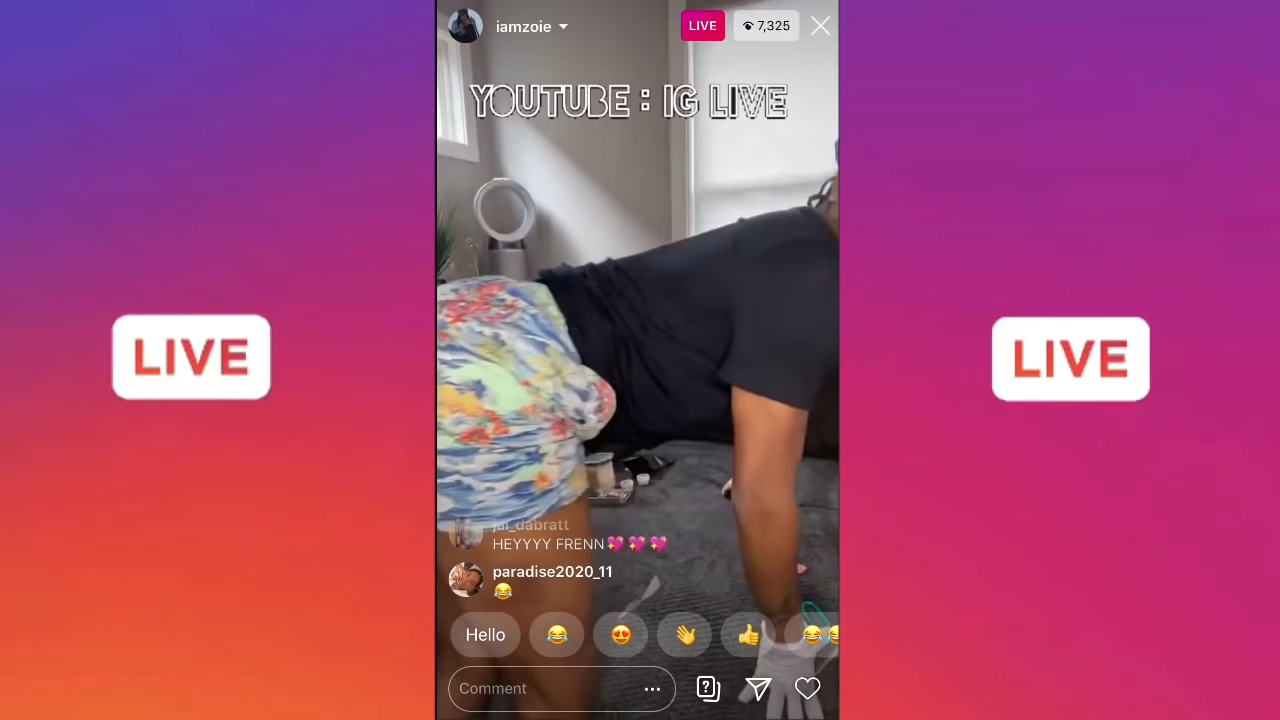 iamzoie
LIVE
7,325
YOUTUBE : IG LIVE
LIVE
LIVE
jai_dabratt
HEYYYY FRENN💖💖💖
paradise2020_11
😂
Hello 😂 😍 👋 👍 😂😂
Comment